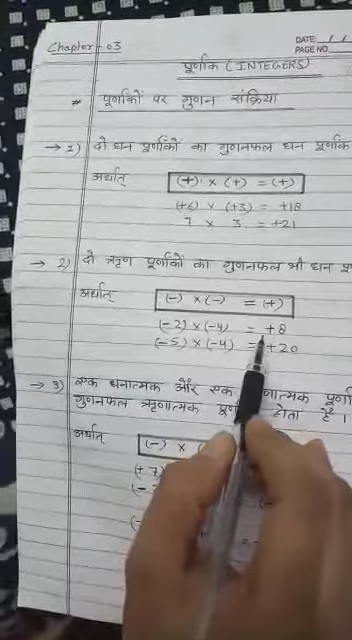 Chapter - 03
DATE
PAGE NO.
पूर्णांक (INTEGERS)
# पूर्णांकों पर गुणन संक्रिया
→ 1) दो धन पूर्णांकों का गुणनफल धन पूर्णांक
अर्थात् (+) × (+) = (+)
(+6) × (+3) = +18
7 × 3 = +21
→ 2) दो ऋण पूर्णांकों का गुणनफल भी धन
अर्थात् (-) × (-) = (+)
(-2) × (-4) = +8
(-5) × (-4) = +20
→ 3) एक धनात्मक और एक
गुणनफल ऋणात्मक होता है।
अर्थात् (-) ×
(+ 7)